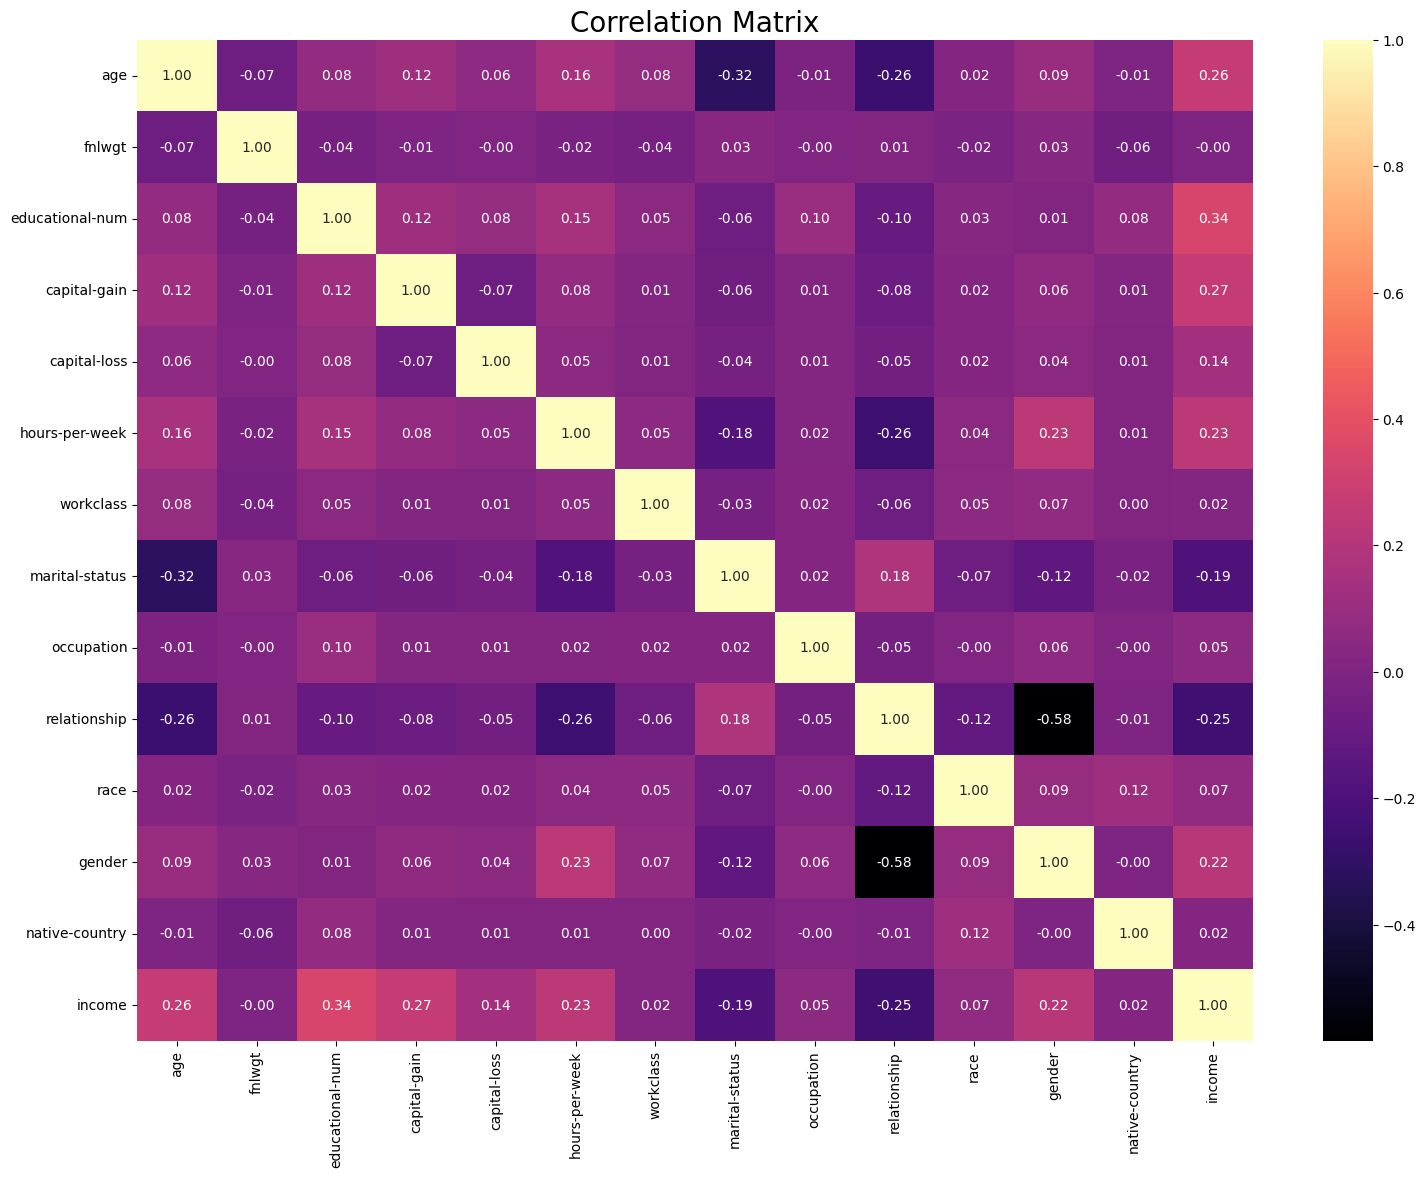 Correlation Matrix
age 1.00 -0.07 0.08 0.12 0.06 0.16 0.08 -0.32 -0.01 -0.26 0.02 0.09 -0.01 0.26
fnlwgt -0.07 1.00 -0.04 -0.01 -0.00 -0.02 -0.04 0.03 -0.00 0.01 -0.02 0.03 -0.06 -0.00
educational-num 0.08 -0.04 1.00 0.12 0.08 0.15 0.05 -0.06 0.10 -0.10 0.03 0.01 0.08 0.34
capital-gain 0.12 -0.01 0.12 1.00 -0.07 0.08 0.01 -0.06 0.01 -0.08 0.02 0.06 0.01 0.27
capital-loss 0.06 -0.00 0.08 -0.07 1.00 0.05 0.01 -0.04 0.01 -0.05 0.02 0.04 0.01 0.14
hours-per-week 0.16 -0.02 0.15 0.08 0.05 1.00 0.05 -0.18 0.02 -0.26 0.04 0.23 0.01 0.23
workclass 0.08 -0.04 0.05 0.01 0.01 0.05 1.00 -0.03 0.02 -0.06 0.05 0.07 0.00 0.02
marital-status -0.32 0.03 -0.06 -0.06 -0.04 -0.18 -0.03 1.00 0.02 0.18 -0.07 -0.12 -0.02 -0.19
occupation -0.01 -0.00 0.10 0.01 0.01 0.02 0.02 0.02 1.00 -0.05 -0.00 0.06 -0.00 0.05
relationship -0.26 0.01 -0.10 -0.08 -0.05 -0.26 -0.06 0.18 -0.05 1.00 -0.12 -0.58 -0.01 -0.25
race 0.02 -0.02 0.03 0.02 0.02 0.04 0.05 -0.07 -0.00 -0.12 1.00 0.09 0.12 0.07
gender 0.09 0.03 0.01 0.06 0.04 0.23 0.07 -0.12 0.06 -0.58 0.09 1.00 -0.00 0.22
native-country -0.01 -0.06 0.08 0.01 0.01 0.01 0.00 -0.02 -0.00 -0.01 0.12 -0.00 1.00 0.02
income 0.26 -0.00 0.34 0.27 0.14 0.23 0.02 -0.19 0.05 -0.25 0.07 0.22 0.02 1.00
age
fnlwgt
educational-num
capital-gain
capital-loss
hours-per-week
workclass
marital-status
occupation
relationship
race
gender
native-country
income
1.0
0.8
0.6
0.4
0.2
0.0
−0.2
−0.4